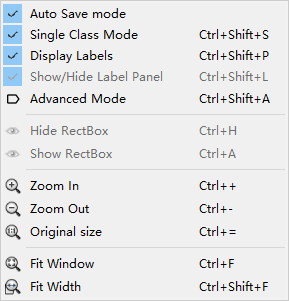 Auto Save mode
Single Class Mode Ctrl+Shift+S
Display Labels Ctrl+Shift+P
Show/Hide Label Panel Ctrl+Shift+L
Advanced Mode Ctrl+Shift+A
Hide RectBox Ctrl+H
Show RectBox Ctrl+A
Zoom In Ctrl++
Zoom Out Ctrl+-
Original size Ctrl+=
Fit Window Ctrl+F
Fit Width Ctrl+Shift+F